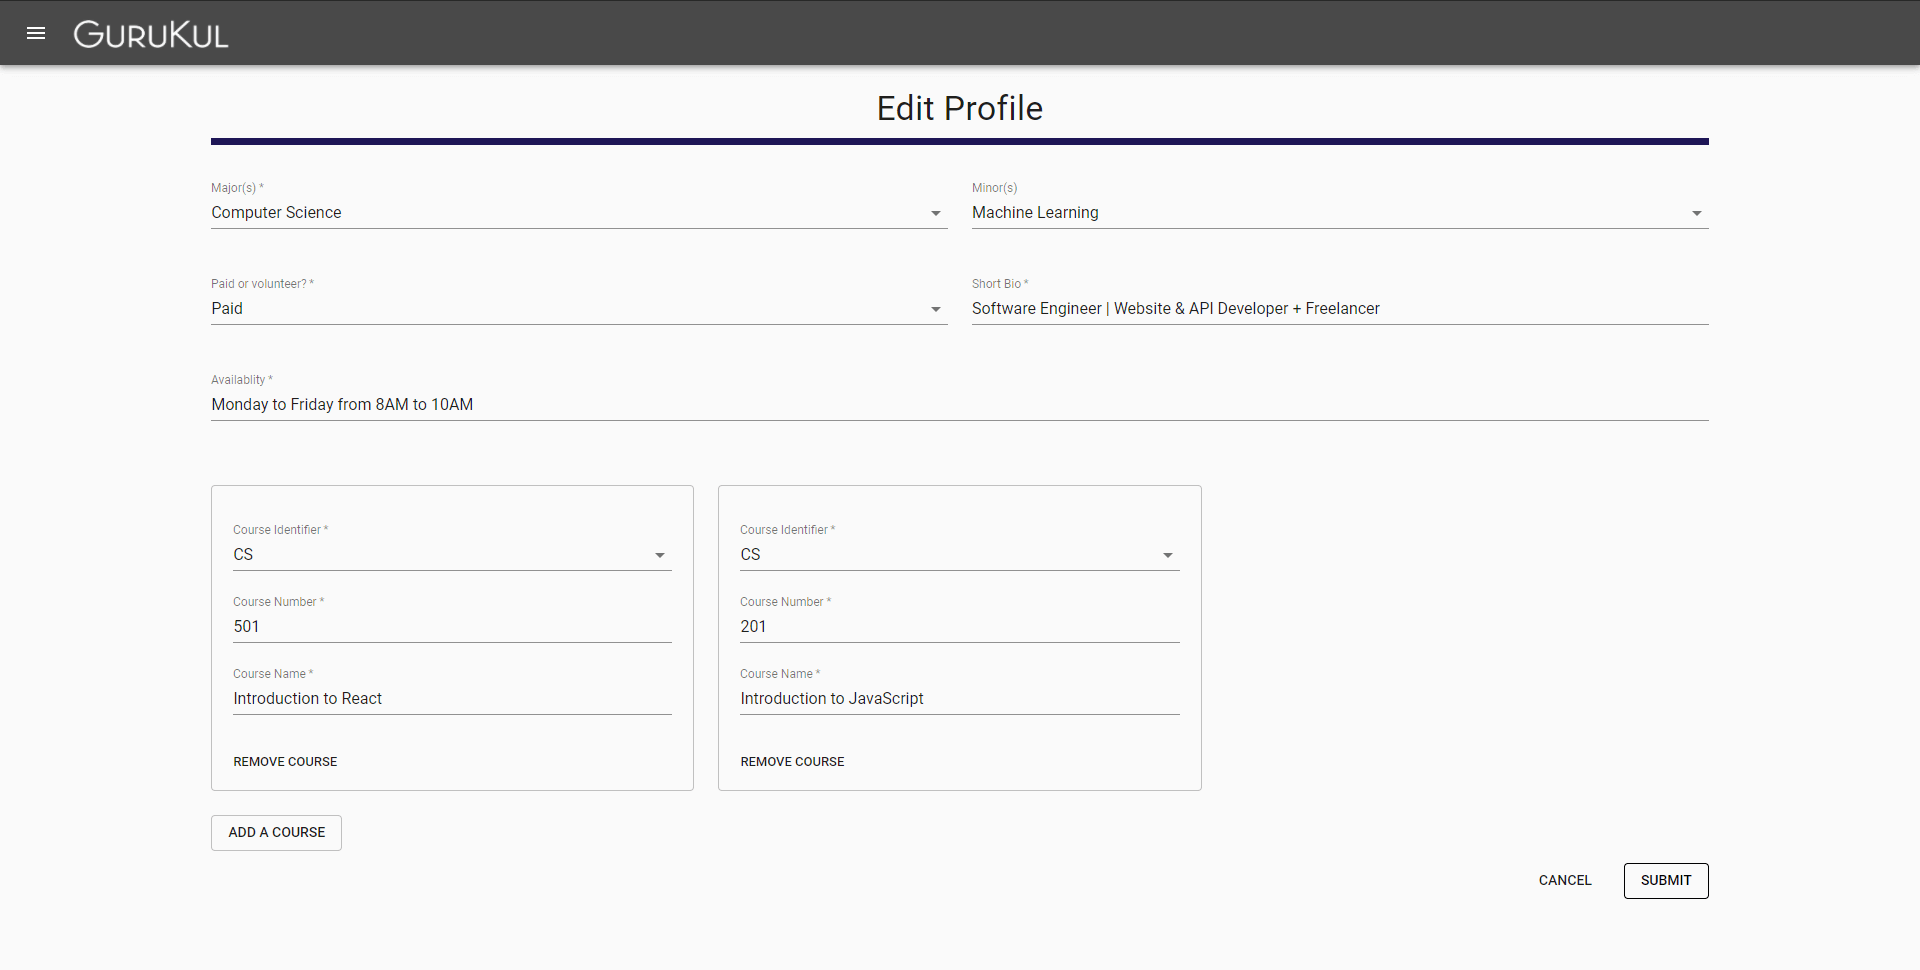 GURUKUL
Edit Profile
Major(s) *
Computer Science
Minor(s)
Machine Learning
Paid or volunteer? *
Paid
Short Bio *
Software Engineer | Website & API Developer + Freelancer
Availablity *
Monday to Friday from 8AM to 10AM
Course Identifier *
CS
Course Number *
501
Course Name *
Introduction to React
REMOVE COURSE
Course Identifier *
CS
Course Number *
201
Course Name *
Introduction to JavaScript
REMOVE COURSE
ADD A COURSE
CANCEL
SUBMIT